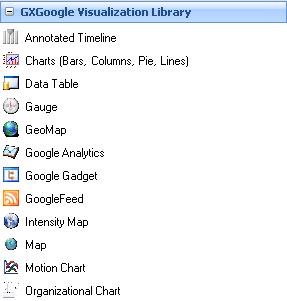 GXGoogle Visualization Library
Annotated Timeline
Charts (Bars, Columns, Pie, Lines)
Data Table
Gauge
GeoMap
Google Analytics
Google Gadget
GoogleFeed
Intensity Map
Map
Motion Chart
Organizational Chart